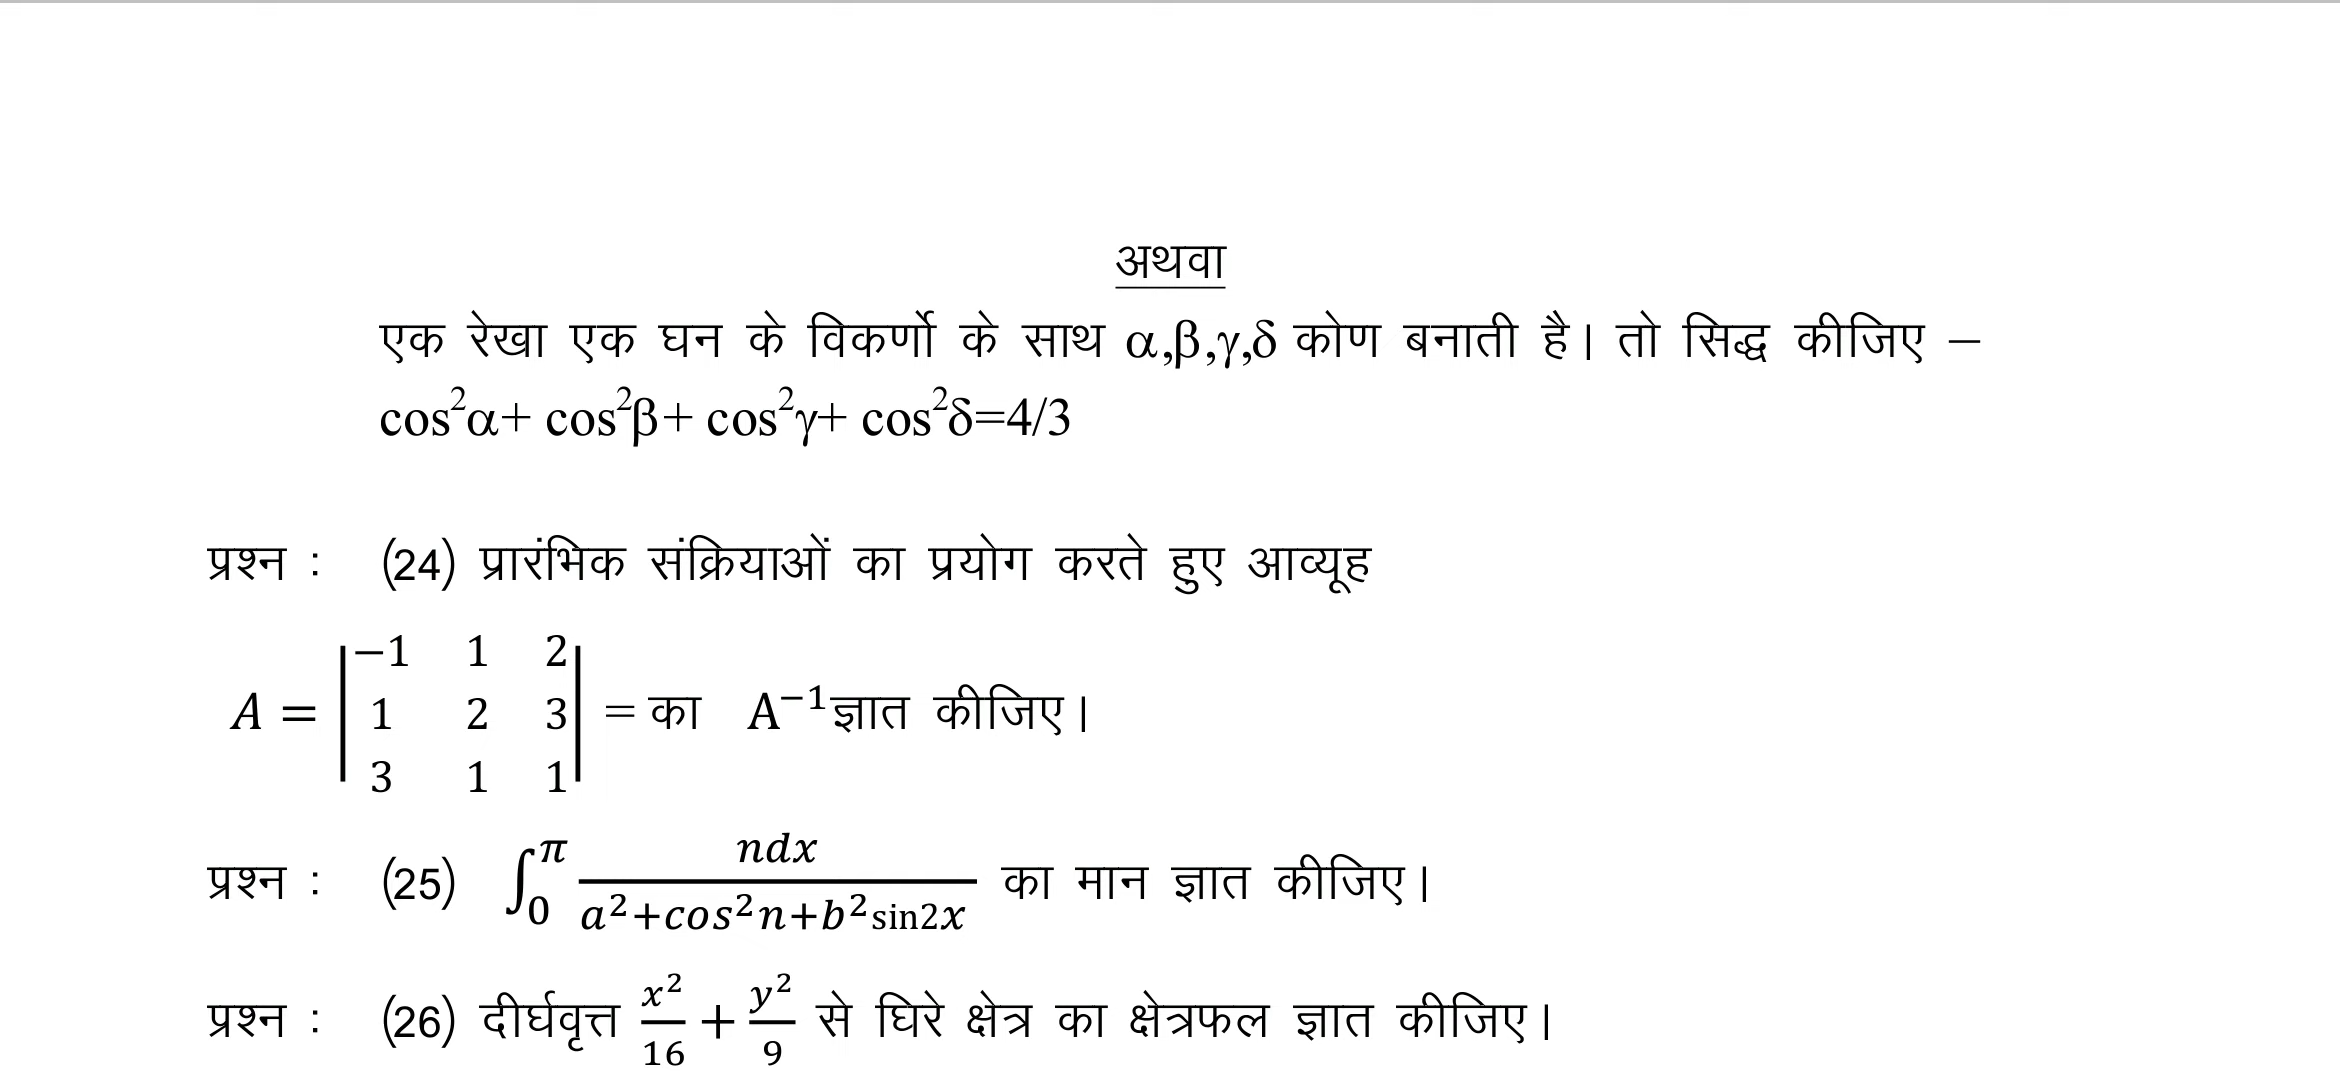 अथवा
एक रेखा एक घन के विकर्णो के साथ α,β,γ,δ कोण बनाती है। तो सिद्ध कीजिए –
cos²α+ cos²β+ cos²γ+ cos²δ=4/3
प्रश्न : (24) प्रारंभिक संक्रियाओं का प्रयोग करते हुए आव्यूह
−1 1 2
A = 1 2 3 = का A⁻¹ज्ञात कीजिए।
3 1 1
प्रश्न : (25) ∫₀^π ndx / a²+cos²n+b²sin2x का मान ज्ञात कीजिए।
प्रश्न : (26) दीर्घवृत्त x²/16 + y²/9 से घिरे क्षेत्र का क्षेत्रफल ज्ञात कीजिए।